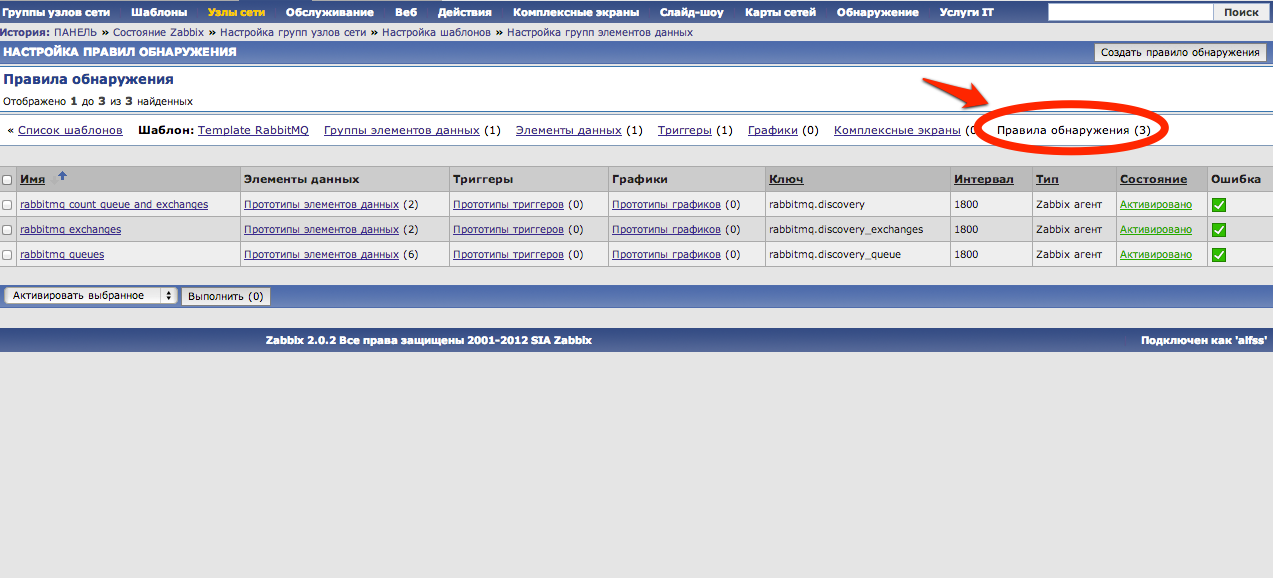 Группы узлов сети Шаблоны Узлы сети Обслуживание Веб Действия Комплексные экраны Слайд-шоу Карты сетей Обнаружение Услуги IT Поиск
История: ПАНЕЛЬ » Состояние Zabbix » Настройка групп узлов сети » Настройка шаблонов » Настройка групп элементов данных
НАСТРОЙКА ПРАВИЛ ОБНАРУЖЕНИЯ Создать правило обнаружения
Правила обнаружения
Отображено 1 до 3 из 3 найденных
« Список шаблонов Шаблон: Template RabbitMQ Группы элементов данных (1) Элементы данных (1) Триггеры (1) Графики (0) Комплексные экраны (0 Правила обнаружения (3)
Имя Элементы данных Триггеры Графики Ключ Интервал Тип Состояние Ошибка
rabbitmq count queue and exchanges Прототипы элементов данных (2) Прототипы триггеров (0) Прототипы графиков (0) rabbitmq.discovery 1800 Zabbix агент Активировано
rabbitmq exchanges Прототипы элементов данных (2) Прототипы триггеров (0) Прототипы графиков (0) rabbitmq.discovery_exchanges 1800 Zabbix агент Активировано
rabbitmq queues Прототипы элементов данных (6) Прототипы триггеров (0) Прототипы графиков (0) rabbitmq.discovery_queue 1800 Zabbix агент Активировано
Активировать выбранное Выполнить (0)
Zabbix 2.0.2 Все права защищены 2001-2012 SIA Zabbix Подключен как 'alfss'